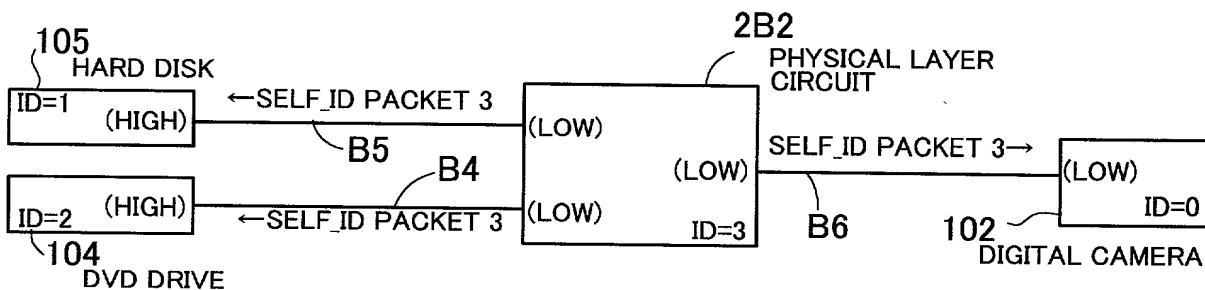 105
HARD DISK
ID=1
(HIGH)
←SELF_ID PACKET 3
B5
(LOW)
2B2
PHYSICAL LAYER
CIRCUIT
(LOW)
SELF_ID PACKET 3→
B6
(LOW)
ID=0
102
DIGITAL CAMERA
ID=2
(HIGH)
B4
←SELF_ID PACKET 3
(LOW)
ID=3
104
DVD DRIVE